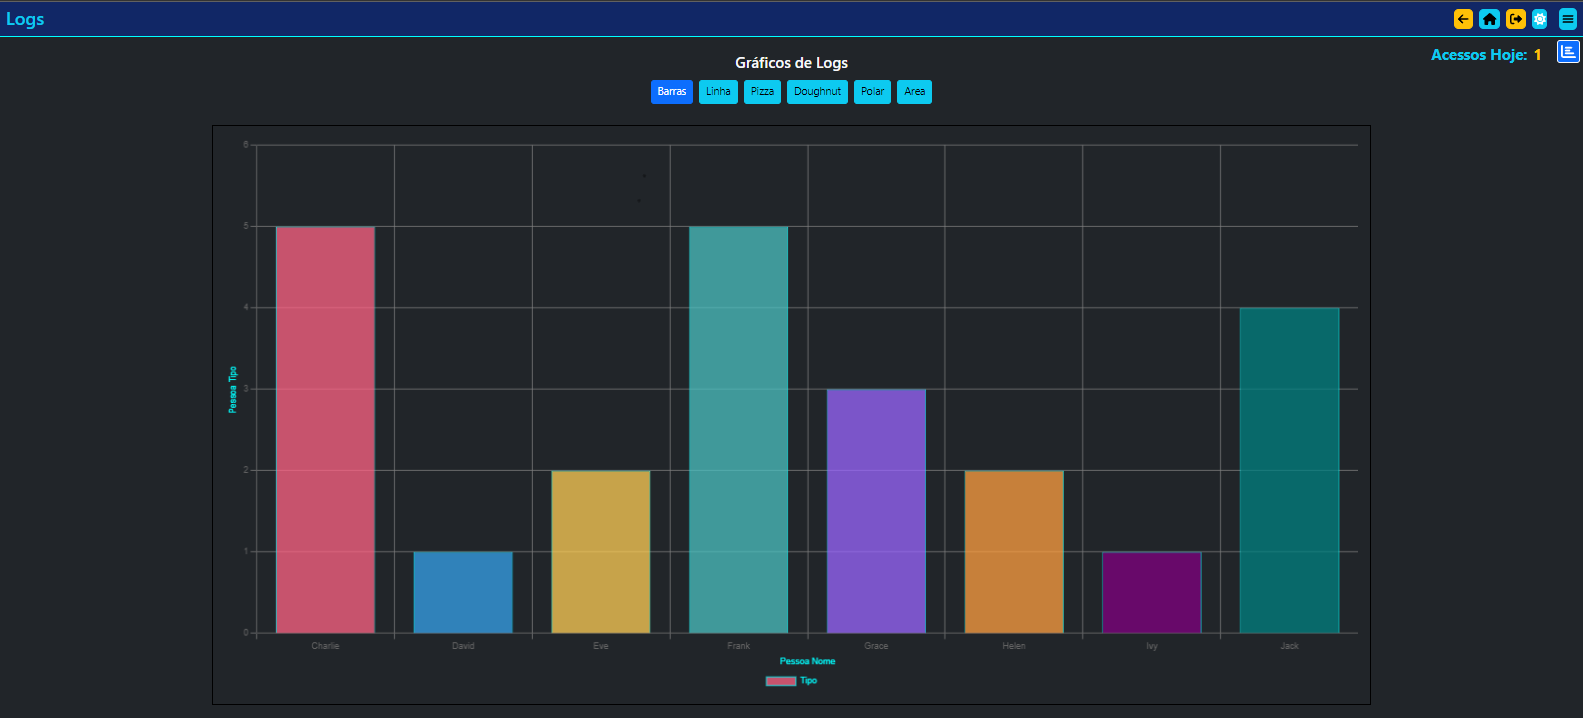 Logs
Acessos Hoje: 1
Gráficos de Logs
Barras Linha Pizza Doughnut Polar Area
6
5
4
3
2
1
0
Pessoa Tipo
Charlie David Eve Frank Grace Helen Ivy Jack
Pessoa Nome
Tipo